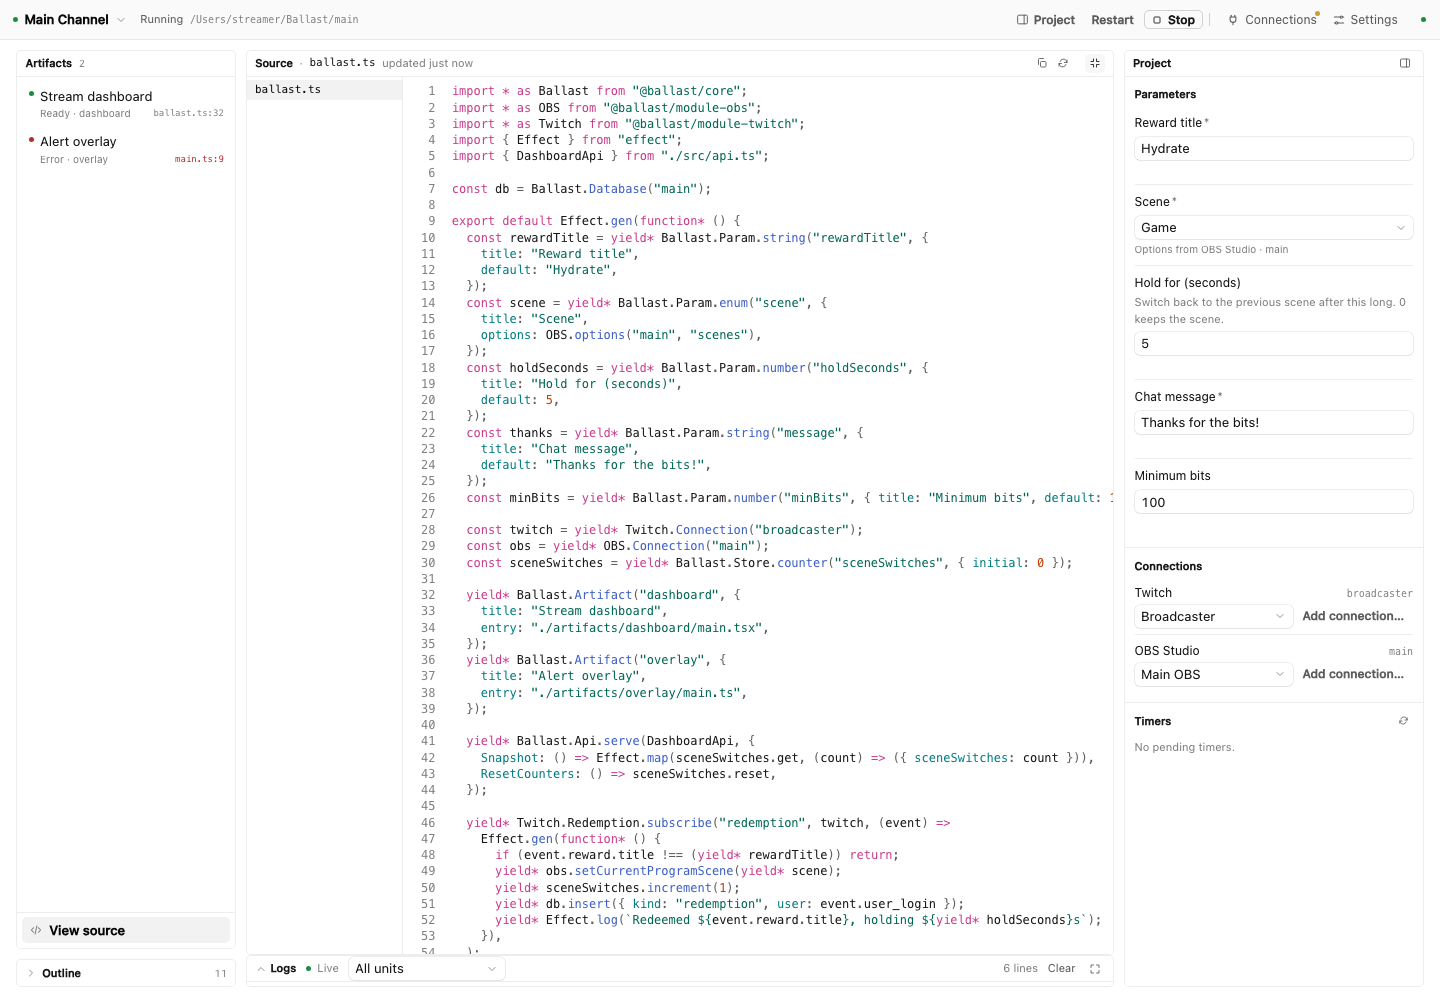 Main Channel
Running /Users/streamer/Ballast/main
Project
Restart
Stop
Connections
Settings
Artifacts 2
Stream dashboard
Ready · dashboard ballast.ts:32
Alert overlay
Error · overlay main.ts:9
View source
Outline 11
Source · ballast.ts updated just now
ballast.ts
1 import * as Ballast from "@ballast/core";
2 import * as OBS from "@ballast/module-obs";
3 import * as Twitch from "@ballast/module-twitch";
4 import { Effect } from "effect";
5 import { DashboardApi } from "./src/api.ts";
6
7 const db = Ballast.Database("main");
8
9 export default Effect.gen(function* () {
10 const rewardTitle = yield* Ballast.Param.string("rewardTitle", {
11 title: "Reward title",
12 default: "Hydrate",
13 });
14 const scene = yield* Ballast.Param.enum("scene", {
15 title: "Scene",
16 options: OBS.options("main", "scenes"),
17 });
18 const holdSeconds = yield* Ballast.Param.number("holdSeconds", {
19 title: "Hold for (seconds)",
20 default: 5,
21 });
22 const thanks = yield* Ballast.Param.string("message", {
23 title: "Chat message",
24 default: "Thanks for the bits!",
25 });
26 const minBits = yield* Ballast.Param.number("minBits", { title: "Minimum bits", default:
27
28 const twitch = yield* Twitch.Connection("broadcaster");
29 const obs = yield* OBS.Connection("main");
30 const sceneSwitches = yield* Ballast.Store.counter("sceneSwitches", { initial: 0 });
31
32 yield* Ballast.Artifact("dashboard", {
33 title: "Stream dashboard",
34 entry: "./artifacts/dashboard/main.tsx",
35 });
36 yield* Ballast.Artifact("overlay", {
37 title: "Alert overlay",
38 entry: "./artifacts/overlay/main.ts",
39 });
40
41 yield* Ballast.Api.serve(DashboardApi, {
42 Snapshot: () => Effect.map(sceneSwitches.get, (count) => ({ sceneSwitches: count })),
43 ResetCounters: () => sceneSwitches.reset,
44 });
45
46 yield* Twitch.Redemption.subscribe("redemption", twitch, (event) =>
47 Effect.gen(function* () {
48 if (event.reward.title !== (yield* rewardTitle)) return;
49 yield* obs.setCurrentProgramScene(yield* scene);
50 yield* sceneSwitches.increment(1);
51 yield* db.insert({ kind: "redemption", user: event.user_login });
52 yield* Effect.log(`Redeemed ${event.reward.title}, holding ${yield* holdSeconds}s`);
53 }),
54 );
Logs Live All units 6 lines Clear
Project
Parameters
Reward title*
Hydrate
Scene*
Game
Options from OBS Studio · main
Hold for (seconds)
Switch back to the previous scene after this long. 0
keeps the scene.
5
Chat message*
Thanks for the bits!
Minimum bits
100
Connections
Twitch broadcaster
Broadcaster Add connection...
OBS Studio main
Main OBS Add connection...
Timers
No pending timers.